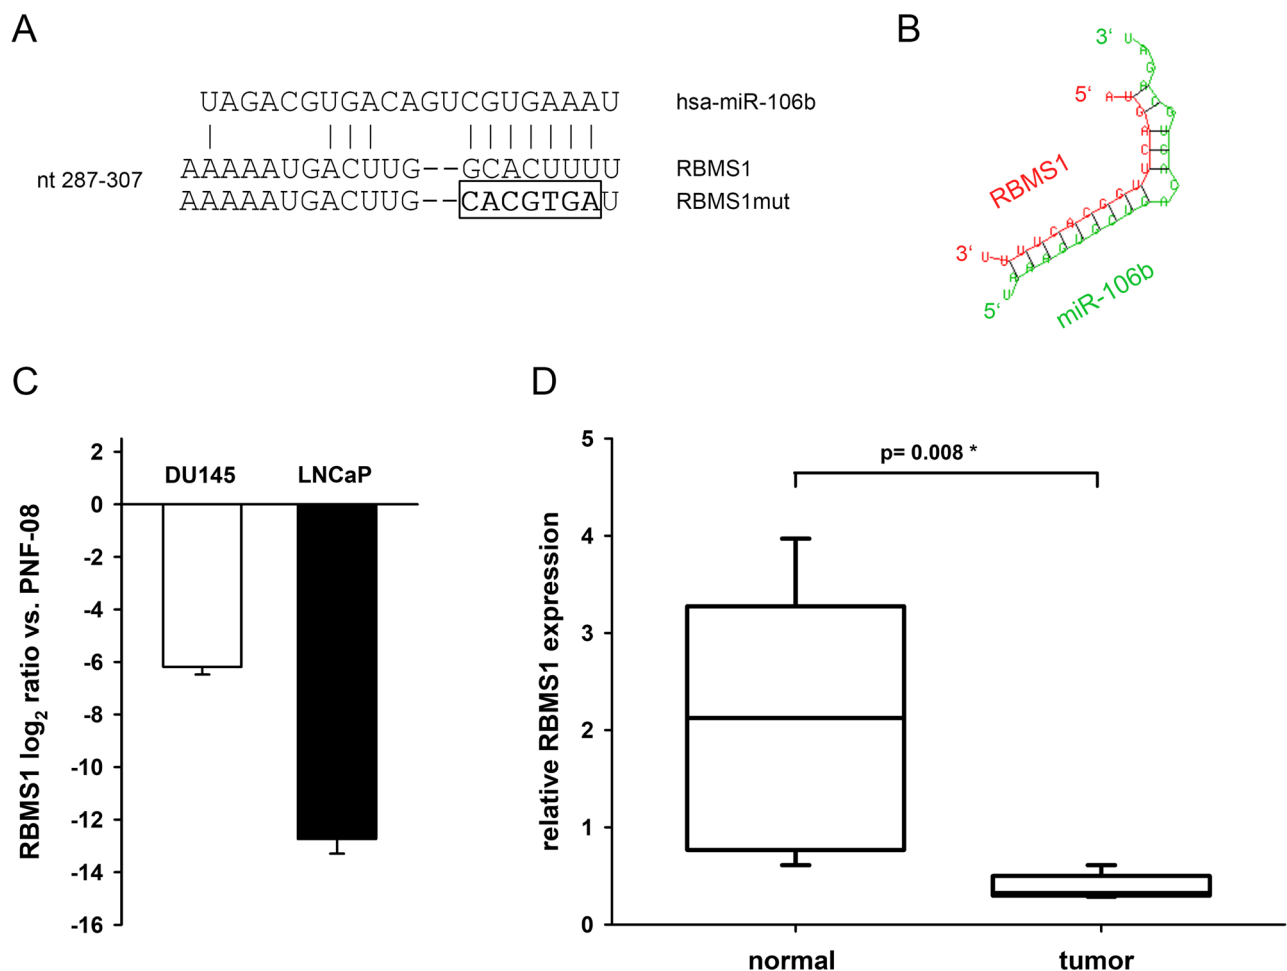 A
UAGACGUGACAGUCGUGAAAU hsa-miR-106b
nt 287-307
AAAAAUGACUUG--GCACUUUU RBMS1
AAAAAUGACUUG--CACGTGAU RBMS1mut
B
3‘
5‘
RBMS1
3‘
5‘
miR-106b
C
RBMS1 log2 ratio vs. PNF-08
2
0
-2
-4
-6
-8
-10
-12
-14
-16
DU145 LNCaP
D
relative RBMS1 expression
5
4
3
2
1
0
p= 0.008 *
normal tumor